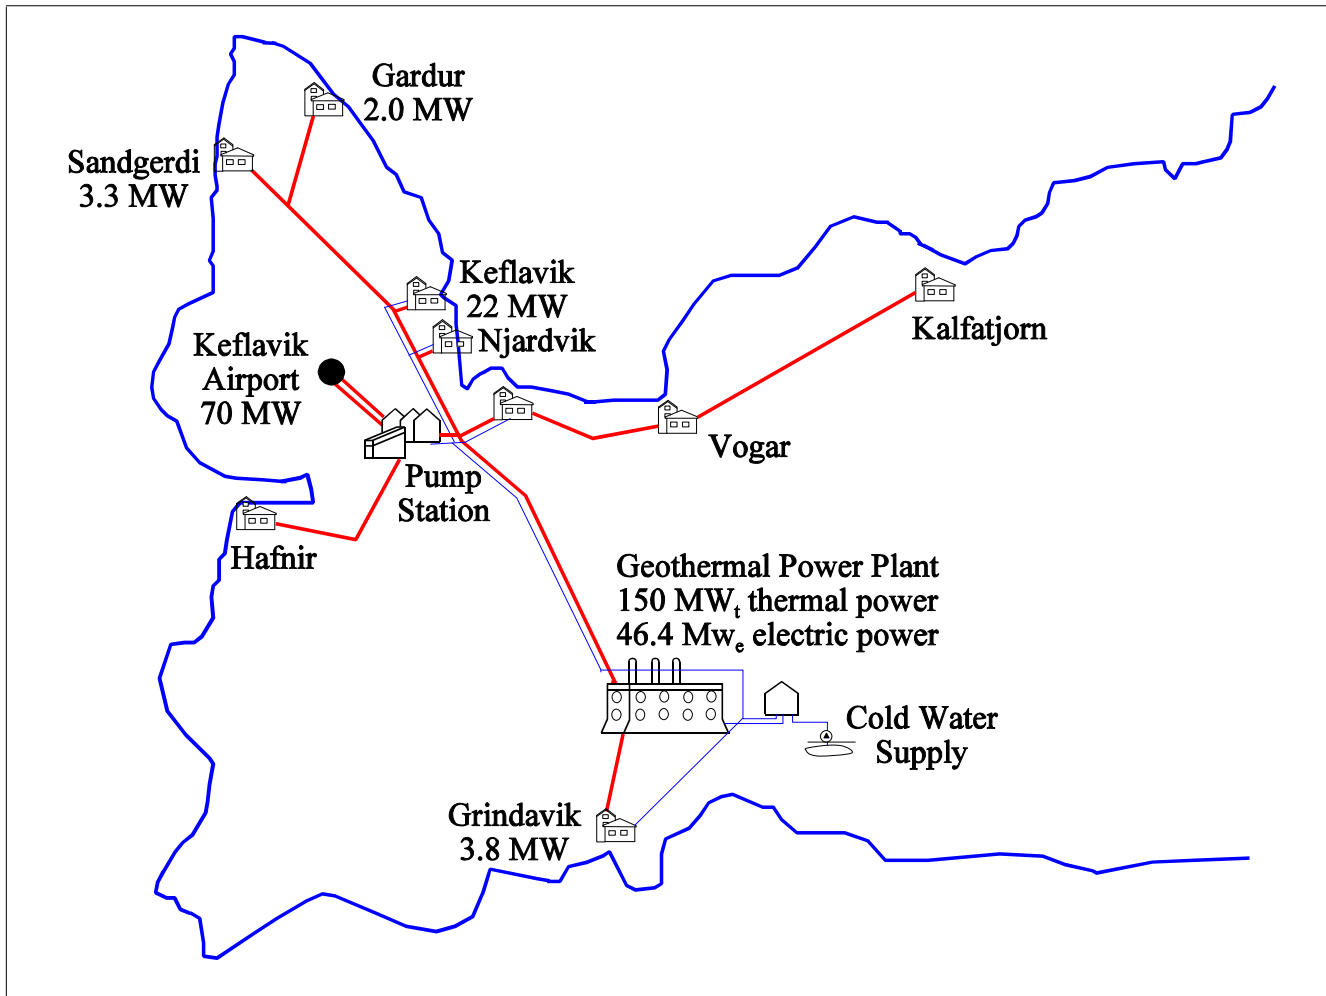 Gardur
2.0 MW
Sandgerdi
3.3 MW
Keflavik
22 MW
Njardvik
Keflavik
Airport
70 MW
Kalfatjorn
Vogar
Pump
Station
Hafnir
Geothermal Power Plant
150 MWt thermal power
46.4 Mwe electric power
Cold Water
Supply
Grindavik
3.8 MW